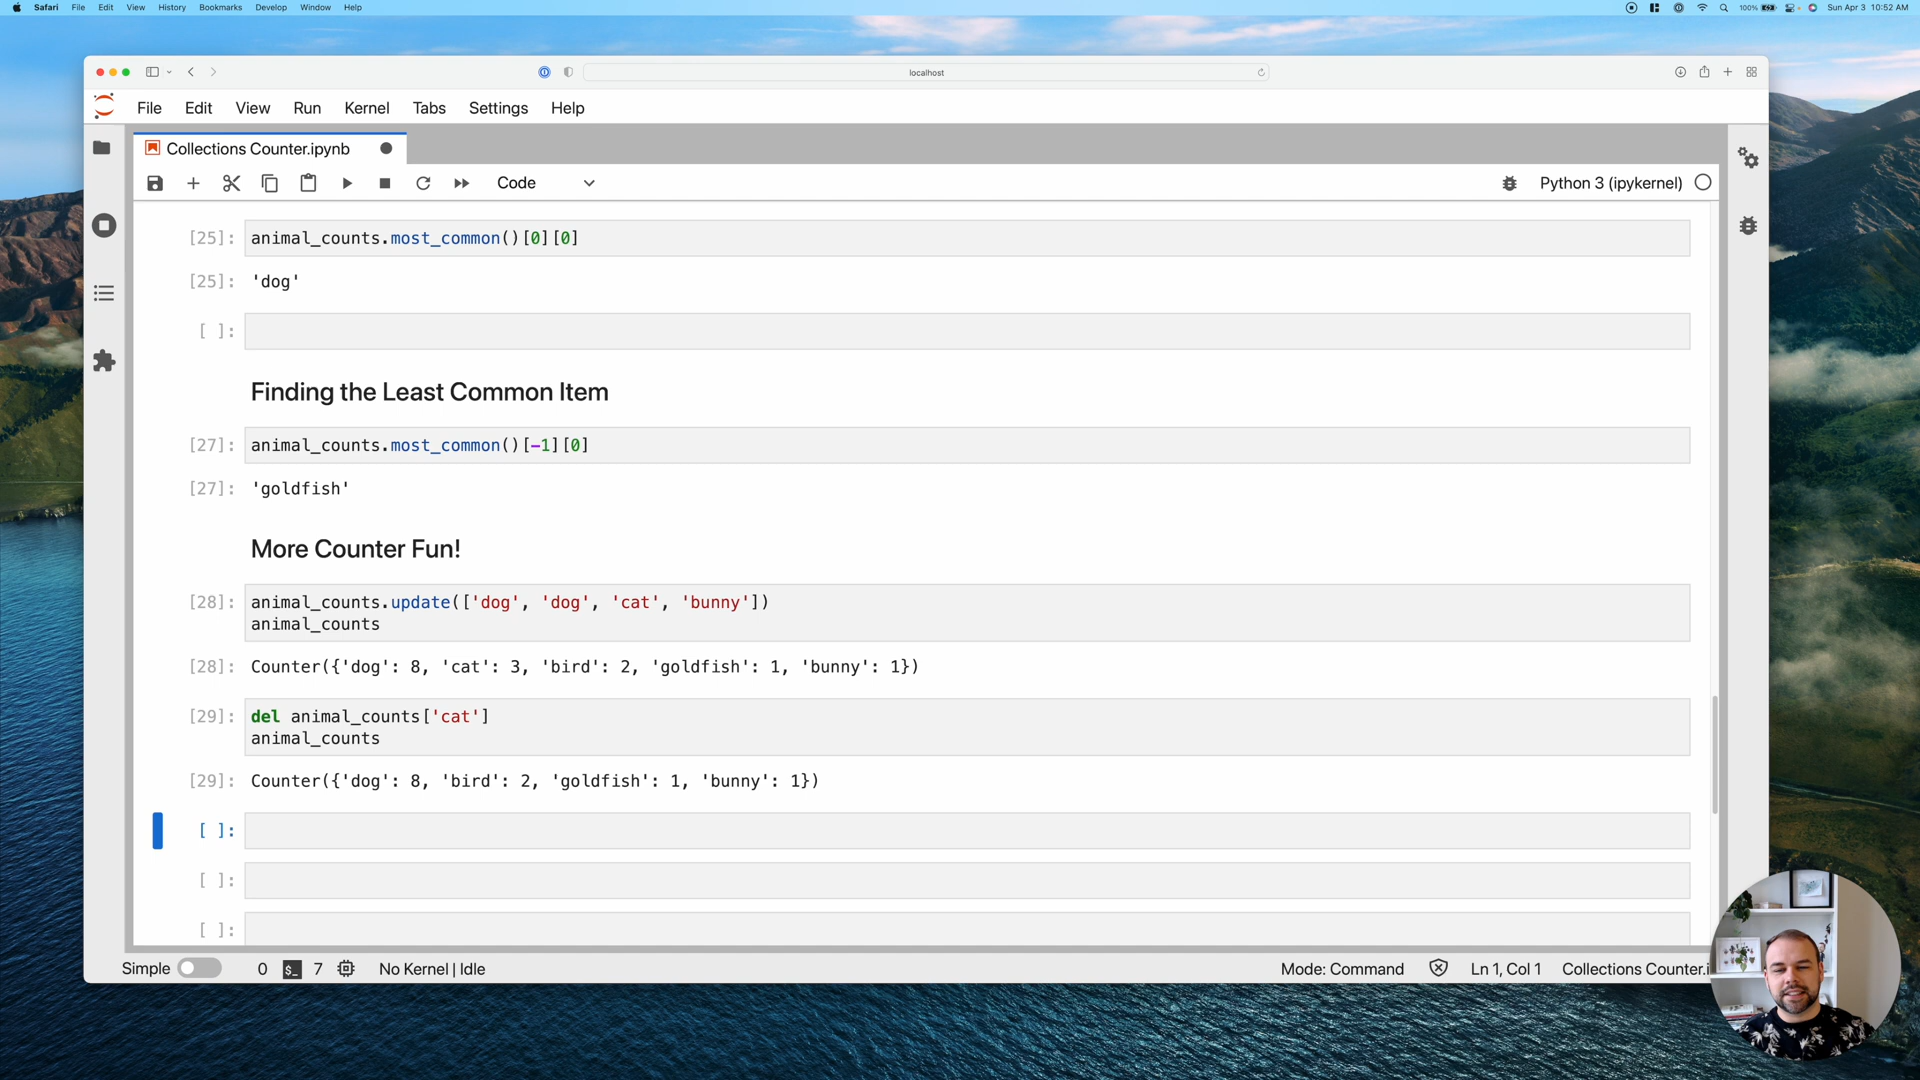 Safari File Edit View History Bookmarks Develop Window Help
100%
Sun Apr 3 10:52 AM
localhost
File Edit View Run Kernel Tabs Settings Help
Collections Counter.ipynb
Code
Python 3 (ipykernel)
[25]: animal_counts.most_common()[0][0]
[25]: 'dog'
[ ]:
Finding the Least Common Item
[27]: animal_counts.most_common()[-1][0]
[27]: 'goldfish'
More Counter Fun!
[28]: animal_counts.update(['dog', 'dog', 'cat', 'bunny'])
animal_counts
[28]: Counter({'dog': 8, 'cat': 3, 'bird': 2, 'goldfish': 1, 'bunny': 1})
[29]: del animal_counts['cat']
animal_counts
[29]: Counter({'dog': 8, 'bird': 2, 'goldfish': 1, 'bunny': 1})
[ ]:
[ ]:
[ ]:
Simple 0 $_ 7 No Kernel | Idle
Mode: Command Ln 1, Col 1 Collections Counter.i